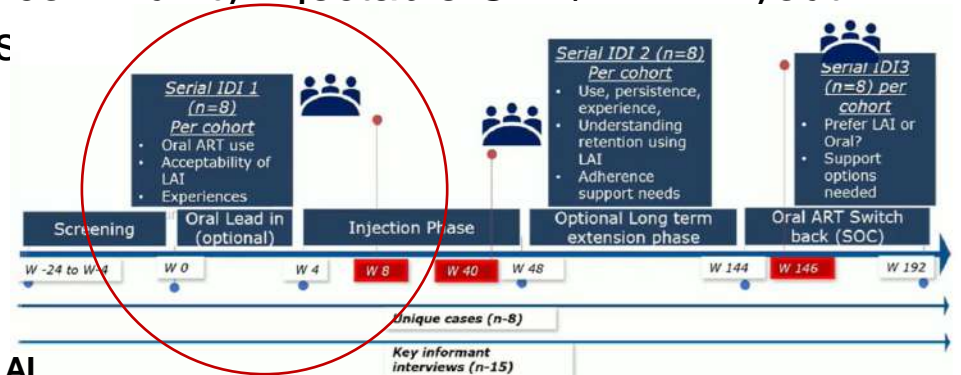 Serial IDI 1
(n=8)
Per cohort
• Oral ART use
• Acceptability of
LAI
• Experiences
Serial IDI 2 (n=8)
Per cohort
• Use, persistence,
experience,
• Understanding
retention using
LAI
• Adherence
support needs
Serial IDI3
(n=8) per
cohort
• Prefer LAI or
Oral?
• Support
options
needed
Screening
Oral Lead in
(optional)
Injection Phase
Optional Long term
extension phase
Oral ART Switch
back (SOC)
W -24 to W-4
W 0
W 4
W 8
W 40
W 48
W 144
W 146
W 192
Unique cases (n-8)
Key informant
interviews (n-15)